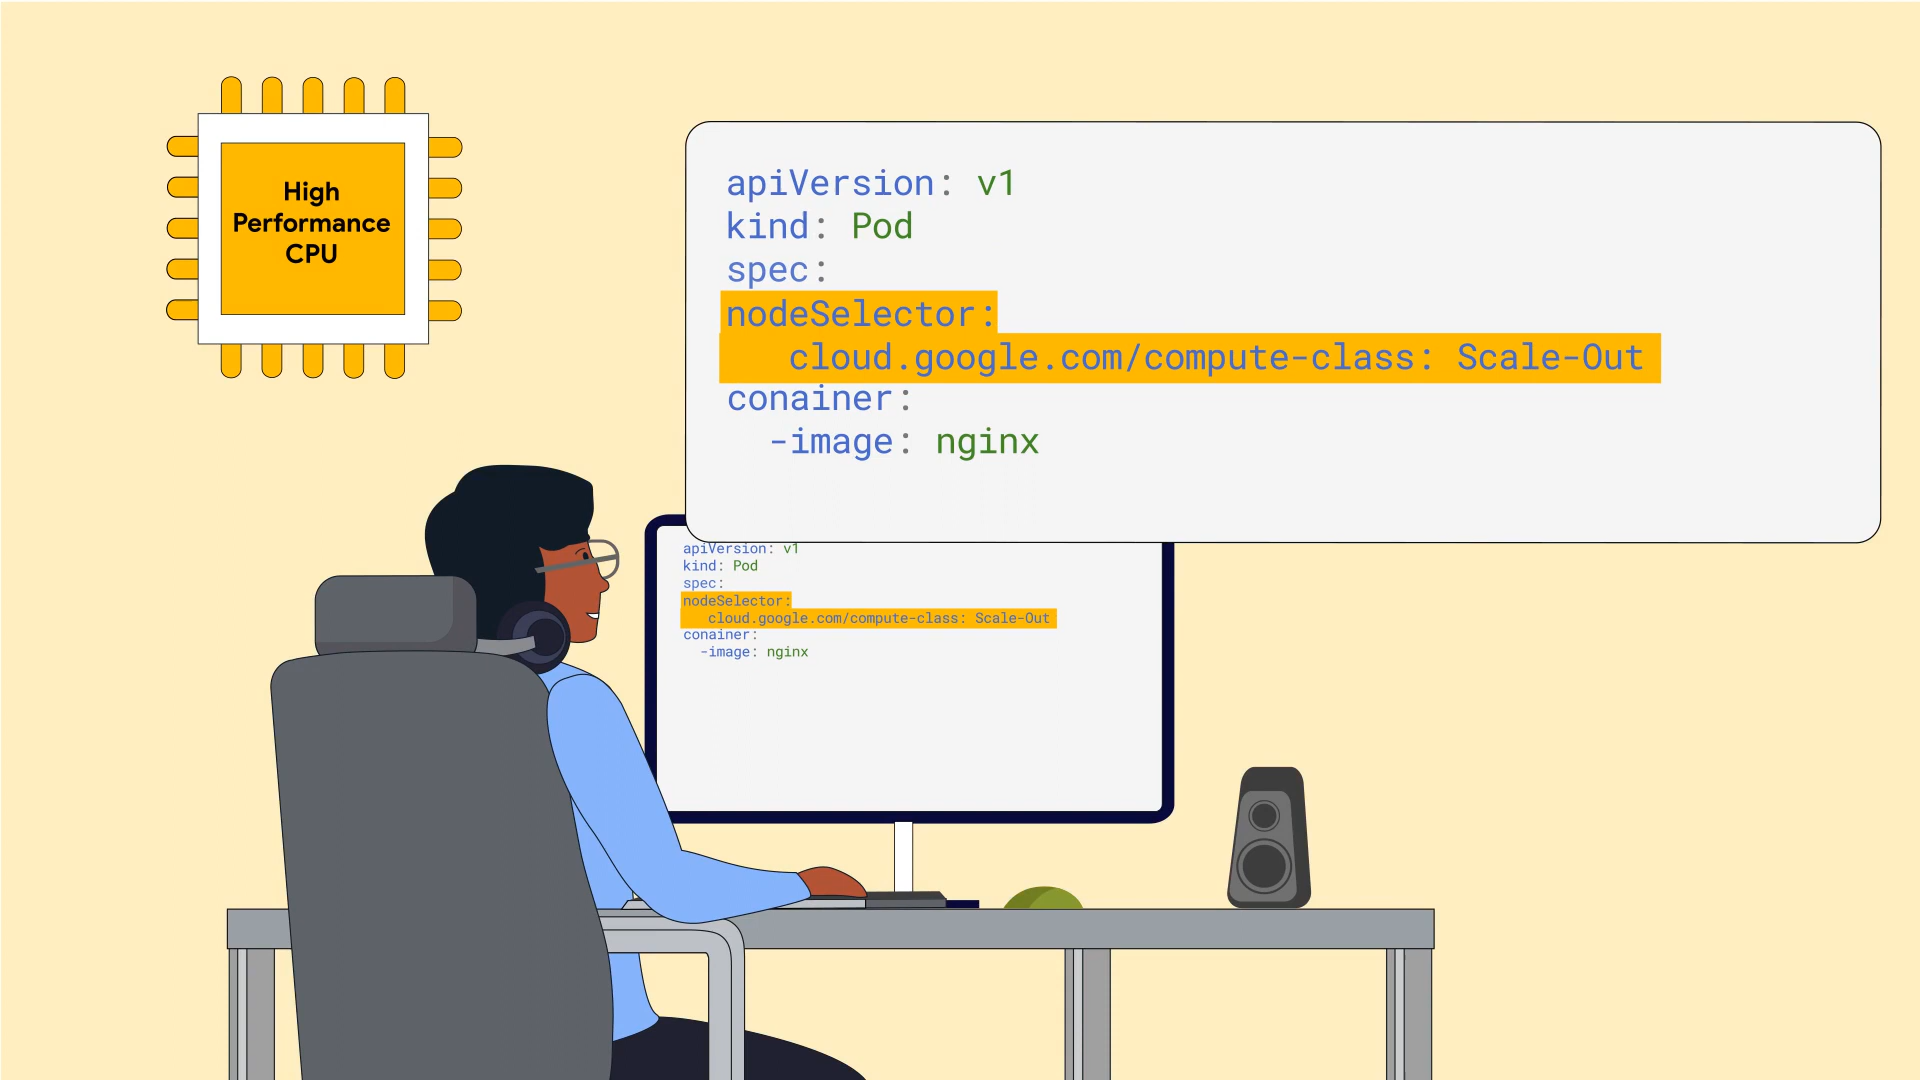 High
Performance
CPU
apiVersion: v1
kind: Pod
spec:
nodeSelector:
   cloud.google.com/compute-class: Scale-Out
conainer:
  -image: nginx
apiVersion: v1
kind: Pod
spec:
nodeSelector:
   cloud.google.com/compute-class: Scale-Out
conainer:
  -image: nginx